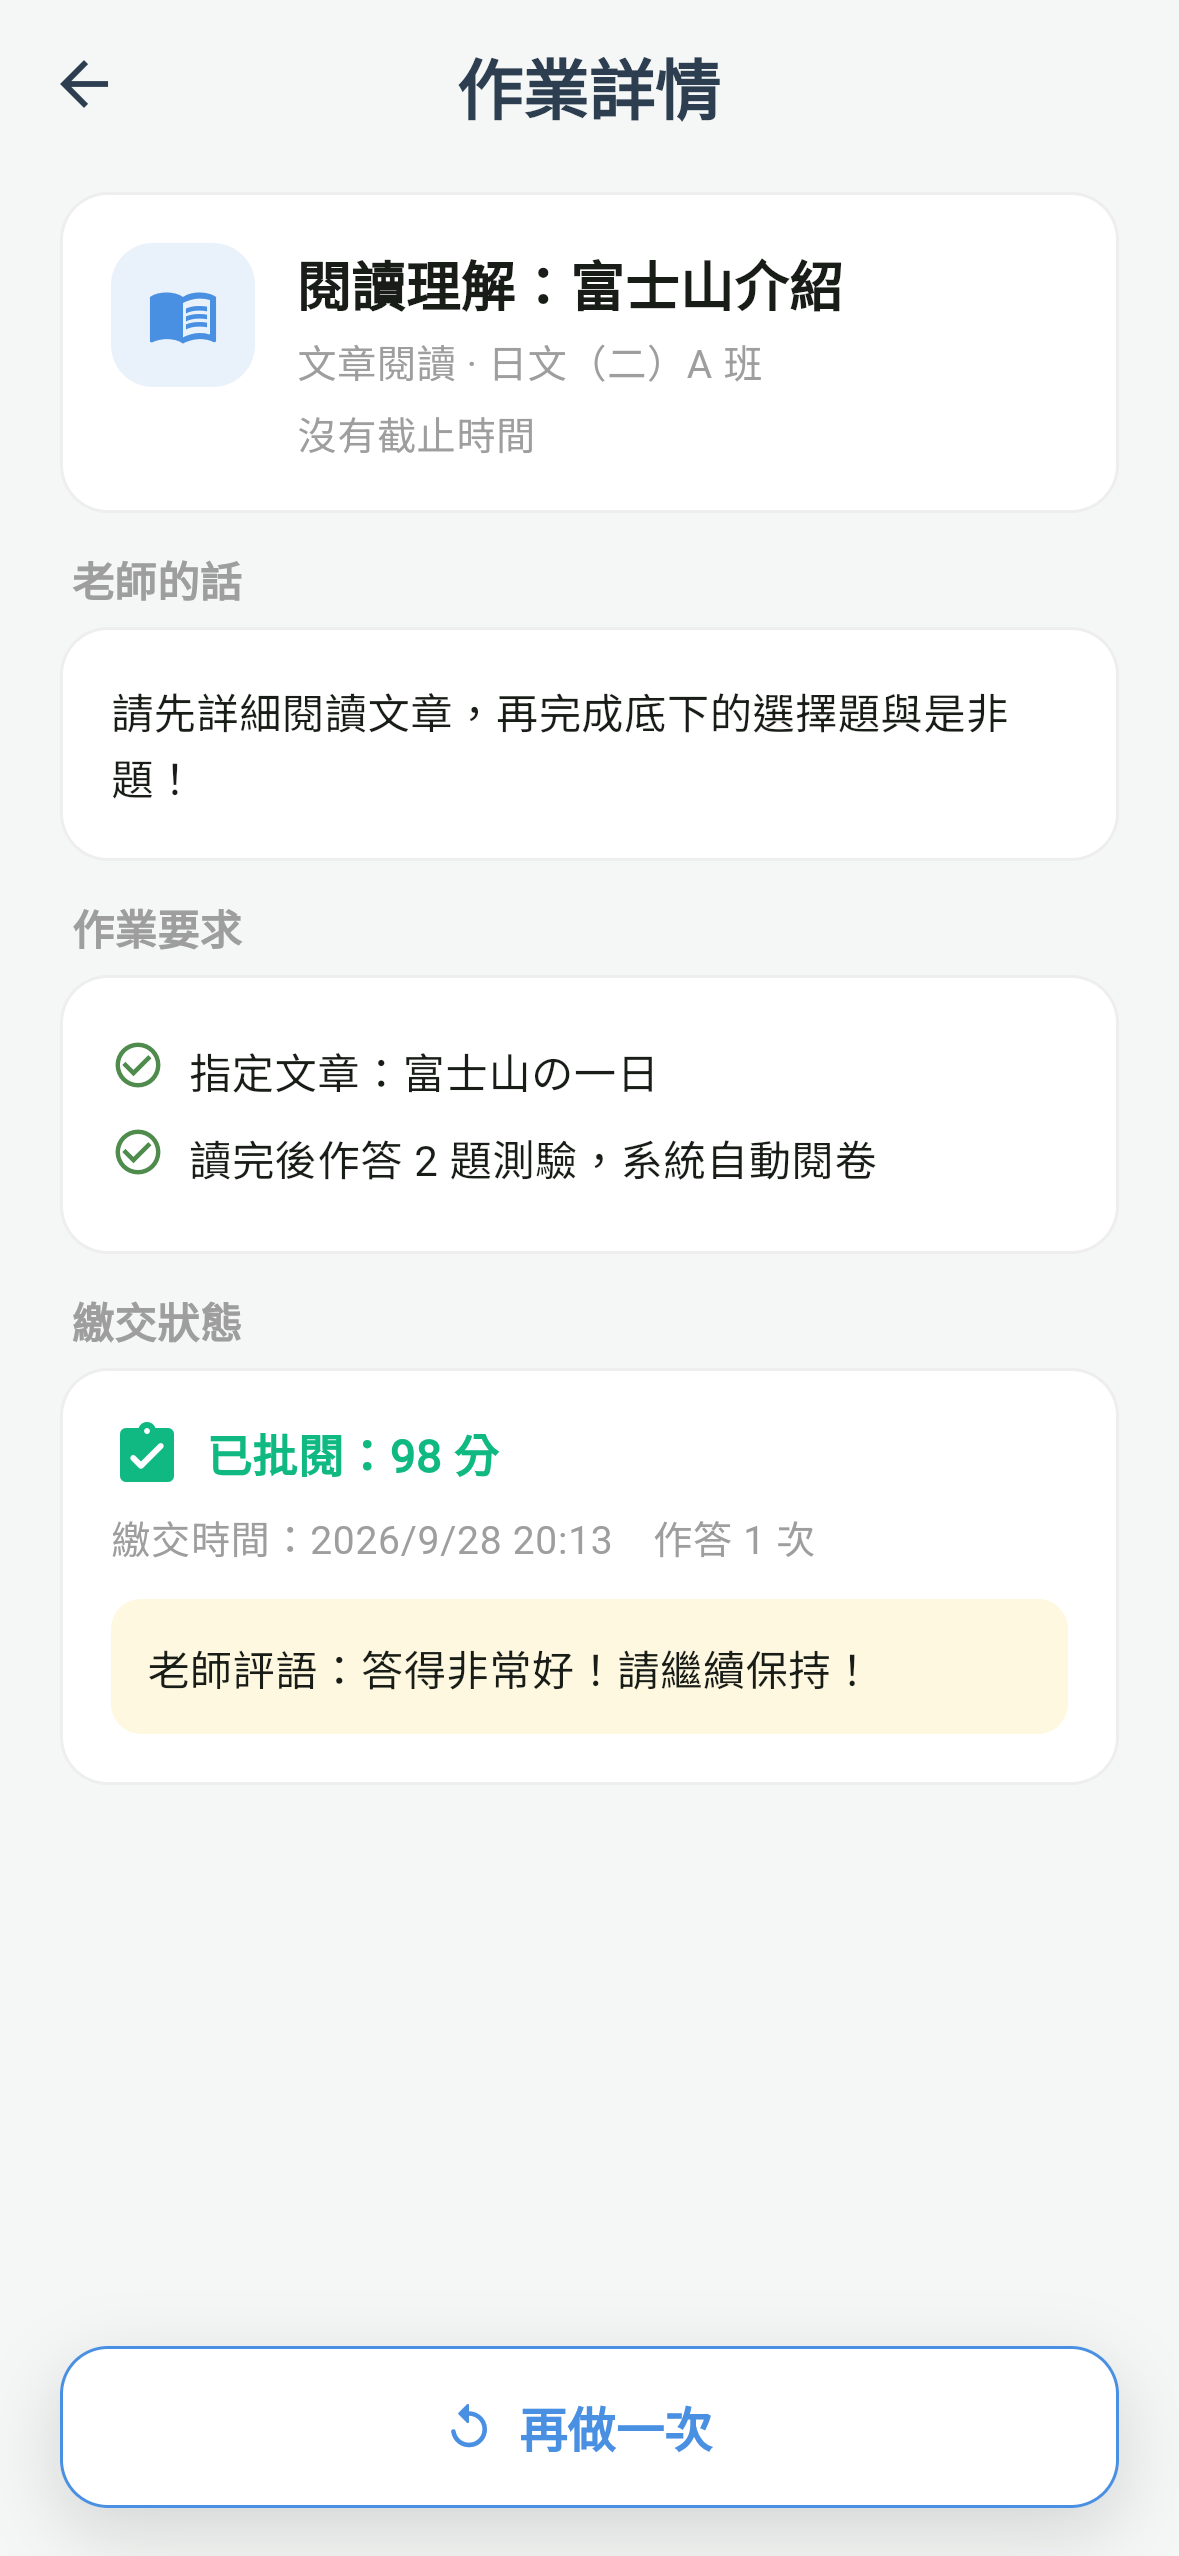 作業詳情
閱讀理解：富士山介紹
文章閱讀 · 日文（二）A 班
沒有截止時間
老師的話
請先詳細閱讀文章，再完成底下的選擇題與是非
題！
作業要求
指定文章：富士山の一日
讀完後作答 2 題測驗，系統自動閱卷
繳交狀態
已批閱：98 分
繳交時間：2026/9/28 20:13　作答 1 次
老師評語：答得非常好！請繼續保持！
再做一次